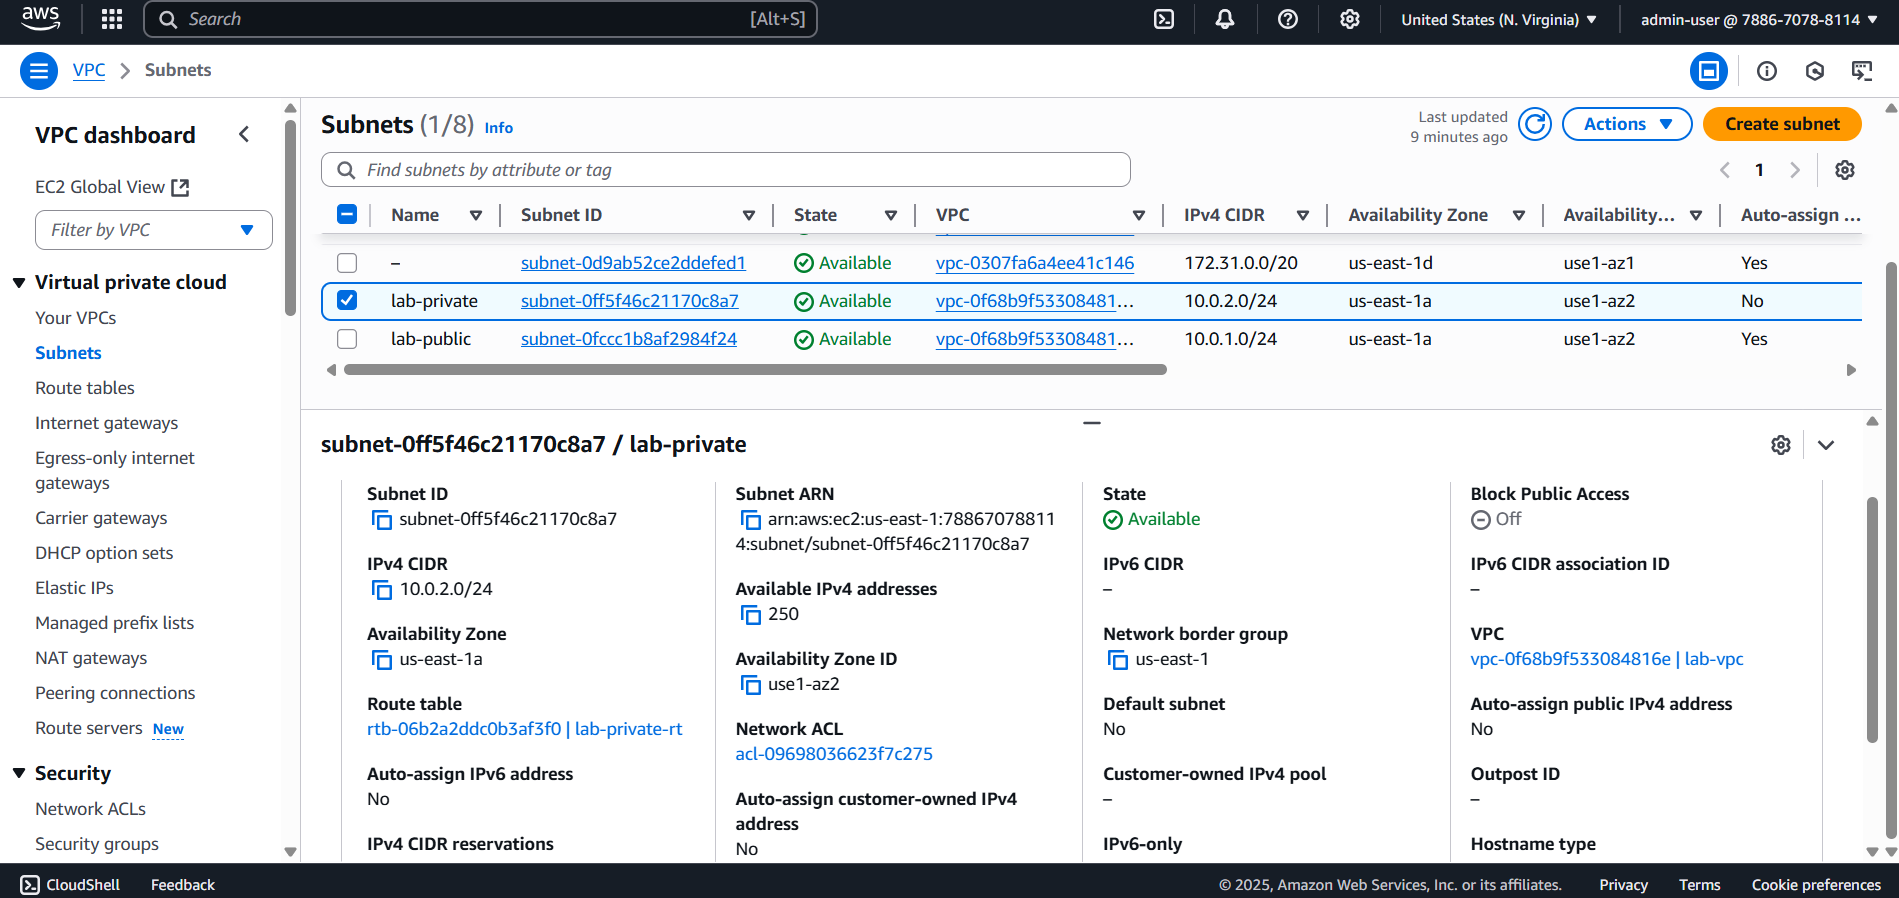 aws
Search [Alt+S]
United States (N. Virginia) ▼
admin-user @ 7886-7078-8114 ▼
VPC > Subnets
VPC dashboard
EC2 Global View
Filter by VPC
Virtual private cloud
Your VPCs
Subnets
Route tables
Internet gateways
Egress-only internet
gateways
Carrier gateways
DHCP option sets
Elastic IPs
Managed prefix lists
NAT gateways
Peering connections
Route servers New
Security
Network ACLs
Security groups
Subnets (1/8) Info
Last updated
9 minutes ago
Actions
Create subnet
Find subnets by attribute or tag
1
Name Subnet ID State VPC IPv4 CIDR Availability Zone Availability... Auto-assign ...
– subnet-0d9ab52ce2ddefed1 Available vpc-0307fa6a4ee41c146 172.31.0.0/20 us-east-1d use1-az1 Yes
lab-private subnet-0ff5f46c21170c8a7 Available vpc-0f68b9f53308481... 10.0.2.0/24 us-east-1a use1-az2 No
lab-public subnet-0fccc1b8af2984f24 Available vpc-0f68b9f53308481... 10.0.1.0/24 us-east-1a use1-az2 Yes
subnet-0ff5f46c21170c8a7 / lab-private
Subnet ID
subnet-0ff5f46c21170c8a7
IPv4 CIDR
10.0.2.0/24
Availability Zone
us-east-1a
Route table
rtb-06b2a2ddc0b3af3f0 | lab-private-rt
Auto-assign IPv6 address
No
IPv4 CIDR reservations
Subnet ARN
arn:aws:ec2:us-east-1:78867078811
4:subnet/subnet-0ff5f46c21170c8a7
Available IPv4 addresses
250
Availability Zone ID
use1-az2
Network ACL
acl-09698036623f7c275
Auto-assign customer-owned IPv4
address
No
State
Available
IPv6 CIDR
–
Network border group
us-east-1
Default subnet
No
Customer-owned IPv4 pool
–
IPv6-only
Block Public Access
Off
IPv6 CIDR association ID
–
VPC
vpc-0f68b9f533084816e | lab-vpc
Auto-assign public IPv4 address
No
Outpost ID
–
Hostname type
CloudShell Feedback
© 2025, Amazon Web Services, Inc. or its affiliates. Privacy Terms Cookie preferences